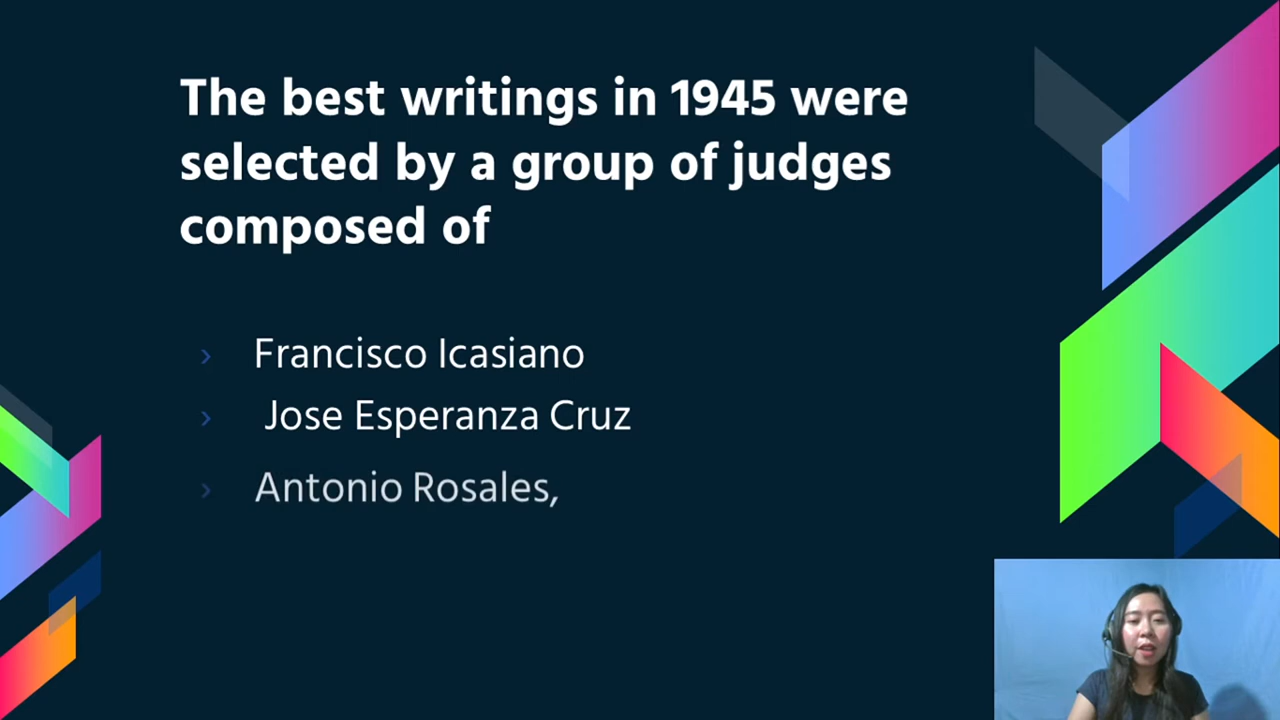 The best writings in 1945 were
selected by a group of judges
composed of
› Francisco Icasiano
› Jose Esperanza Cruz
› Antonio Rosales,